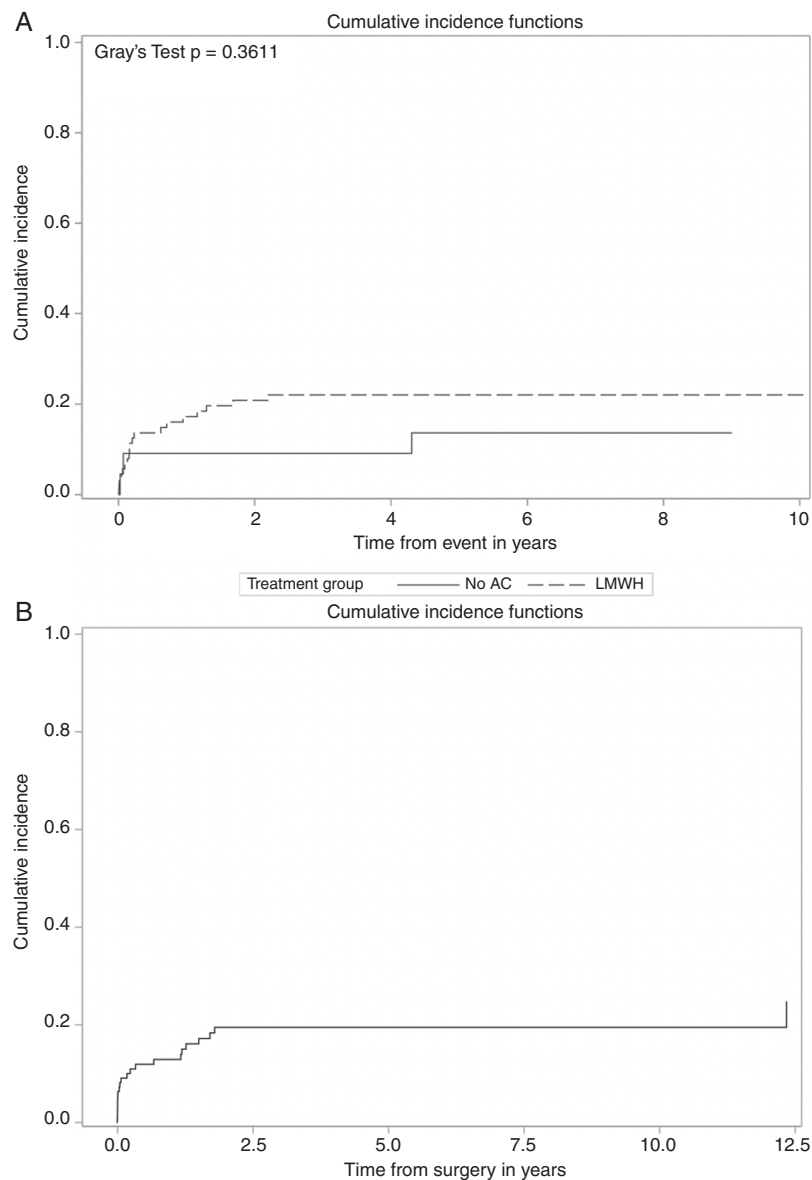 A
Cumulative incidence functions
Gray's Test p = 0.3611
Cumulative incidence
1.0
0.8
0.6
0.4
0.2
0.0
0 2 4 6 8 10
Time from event in years
Treatment group No AC LMWH
B
Cumulative incidence functions
Cumulative incidence
1.0
0.8
0.6
0.4
0.2
0.0
0.0 2.5 5.0 7.5 10.0 12.5
Time from surgery in years